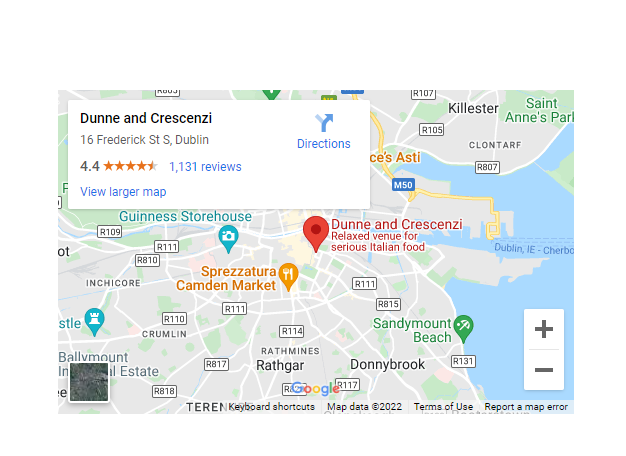 R803
R107
Killester
Saint
Anne's Park
Dunne and Crescenzi
16 Frederick St S, Dublin
4.4
1,131 reviews
View larger map
Directions
R105
CLONTARF
ce's Asti
R807
M50
Guinness Storehouse
Dunne and Crescenzi
Relaxed venue for
serious Italian food
R109
R111
R810
ot
Dublin, IE - Cherbo
Sprezzatura
Camden Market
INCHICORE
R111
R815
R111
R110
stle
CRUMLIN
R114
Sandymount
Beach
RATHMINES
R131
Ballymount
Industrial Estate
R817
Rathgar
Donnybrook
R818
R117
Google
TEREN
Keyboard shortcuts
Map data ©2022
Terms of Use
Report a map error